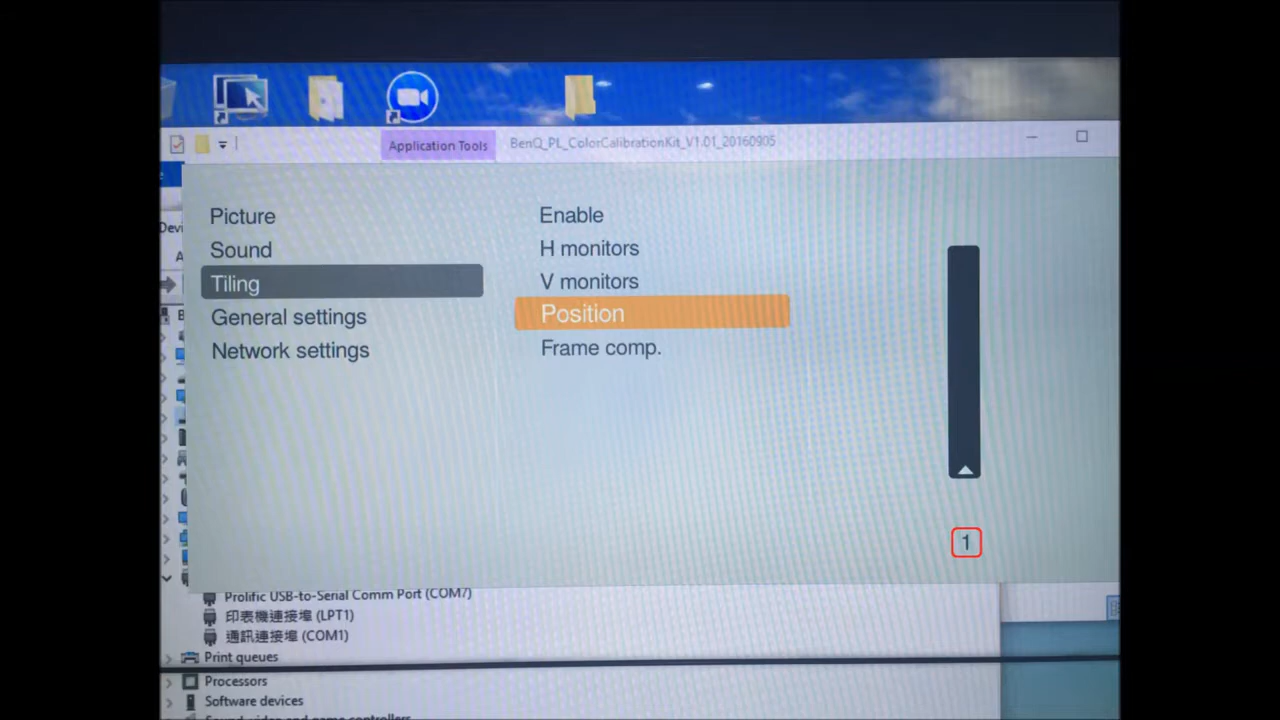 Application Tools
BenQ_PL_ColorCalibrationKit_V1.01_20160905
Picture
Sound
Tiling
General settings
Network settings
Enable
H monitors
V monitors
Position
Frame comp.
1
Prolific USB-to-Serial Comm Port (COM7)
印表機連接埠 (LPT1)
通訊連接埠 (COM1)
Print queues
Processors
Software devices